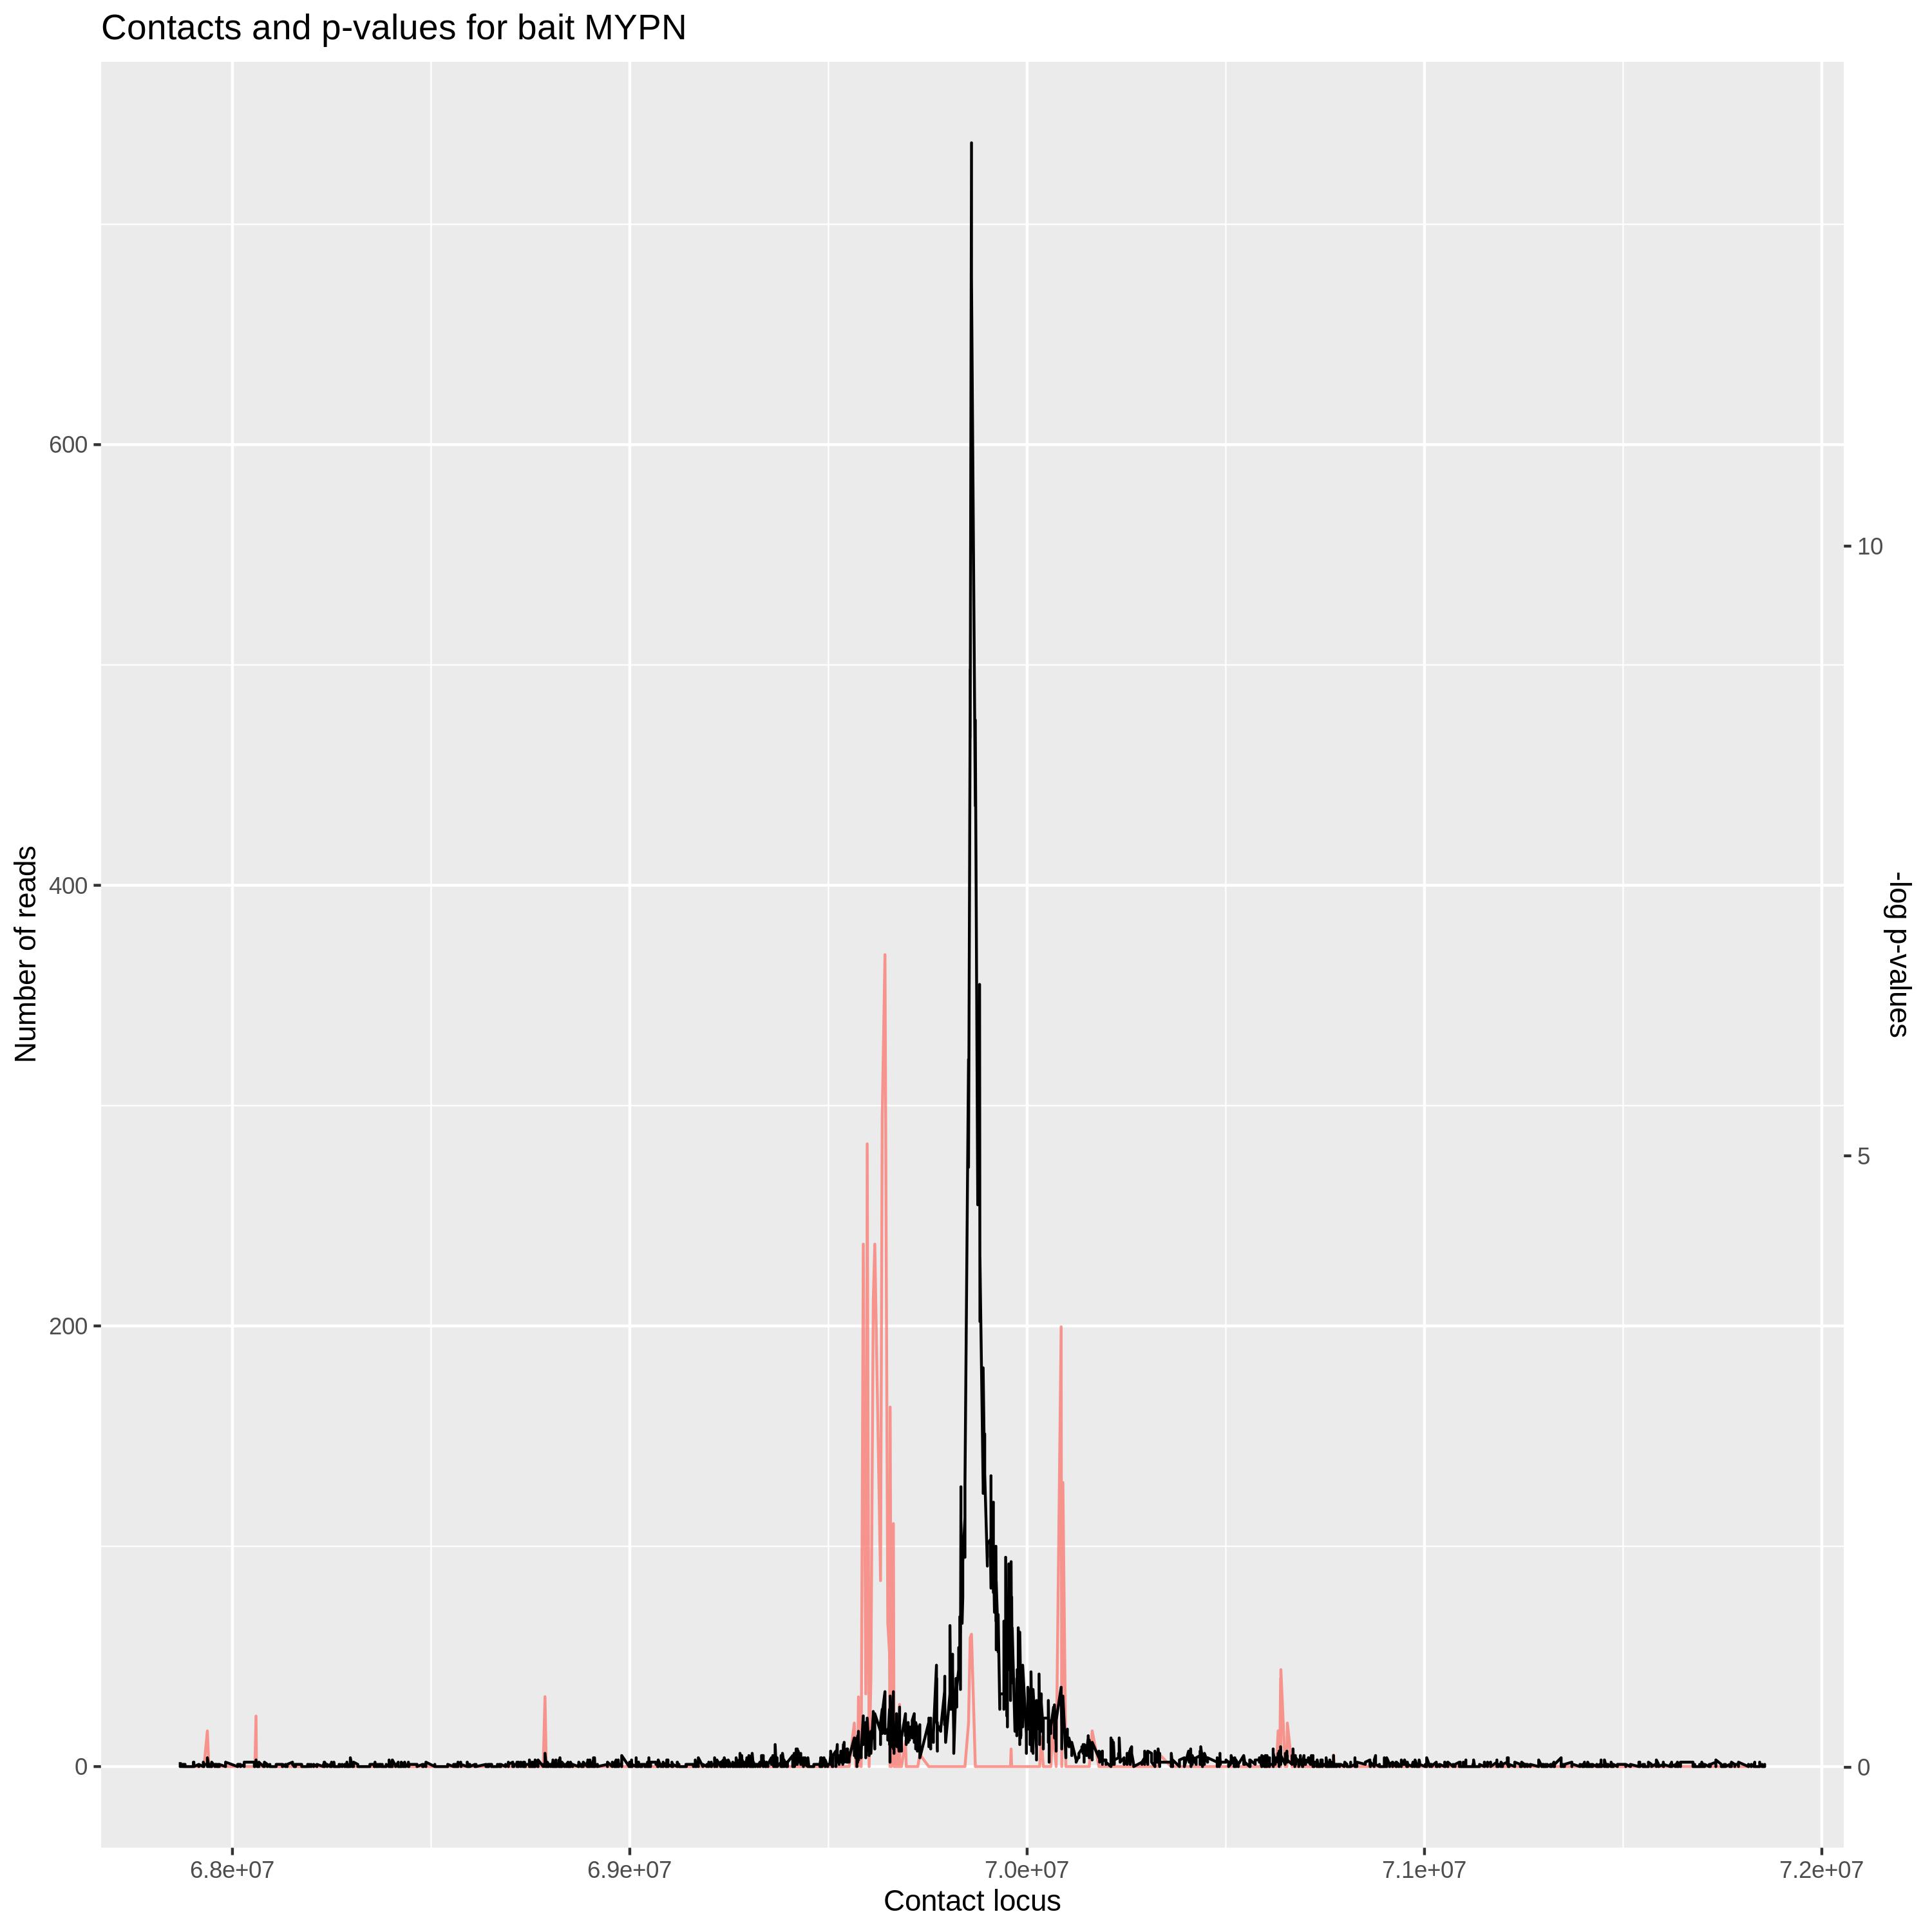 Contacts and p-values for bait MYPN
Number of reads
600
400
200
0
10
5
0
-log p-values
6.8e+07
6.9e+07
7.0e+07
7.1e+07
7.2e+07
Contact locus